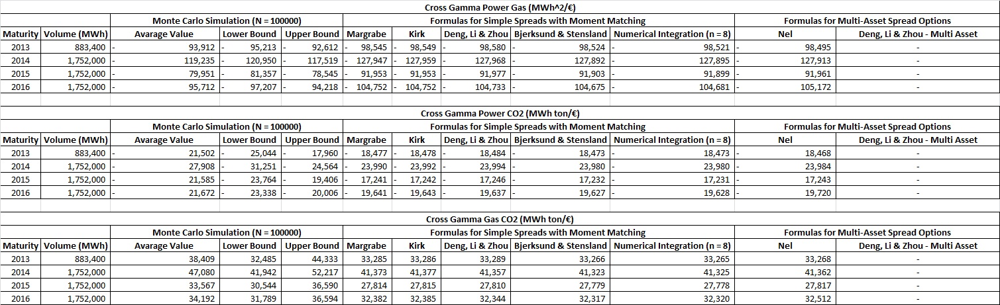 Cross Gamma Power Gas (MWh^2/€)
Monte Carlo Simulation (N = 100000) Formulas for Simple Spreads with Moment Matching Formulas for Multi-Asset Spread Options
Maturity Volume (MWh) Avarage Value Lower Bound Upper Bound Margrabe Kirk Deng, Li & Zhou Bjerksund & Stensland Numerical Integration (n = 8) Nel Deng, Li & Zhou - Multi Asset
2013 883,400 - 93,912 - 95,213 - 92,612 - 98,545 - 98,549 - 98,580 - 98,524 - 98,521 - 98,495 -
2014 1,752,000 - 119,235 - 120,950 - 117,519 - 127,947 - 127,959 - 127,968 - 127,892 - 127,895 - 127,913 -
2015 1,752,000 - 79,951 - 81,357 - 78,545 - 91,953 - 91,953 - 91,977 - 91,903 - 91,899 - 91,961 -
2016 1,752,000 - 95,712 - 97,207 - 94,218 - 104,752 - 104,752 - 104,733 - 104,675 - 104,681 - 105,172 -
Cross Gamma Power CO2 (MWh ton/€)
Monte Carlo Simulation (N = 100000) Formulas for Simple Spreads with Moment Matching Formulas for Multi-Asset Spread Options
Maturity Volume (MWh) Avarage Value Lower Bound Upper Bound Margrabe Kirk Deng, Li & Zhou Bjerksund & Stensland Numerical Integration (n = 8) Nel Deng, Li & Zhou - Multi Asset
2013 883,400 - 21,502 - 25,044 - 17,960 - 18,477 - 18,478 - 18,484 - 18,473 - 18,473 - 18,468 -
2014 1,752,000 - 27,908 - 31,251 - 24,564 - 23,990 - 23,992 - 23,994 - 23,980 - 23,980 - 23,984 -
2015 1,752,000 - 21,585 - 23,764 - 19,406 - 17,241 - 17,242 - 17,246 - 17,232 - 17,231 - 17,243 -
2016 1,752,000 - 21,672 - 23,338 - 20,006 - 19,641 - 19,643 - 19,637 - 19,627 - 19,628 - 19,720 -
Cross Gamma Gas CO2 (MWh ton/€)
Monte Carlo Simulation (N = 100000) Formulas for Simple Spreads with Moment Matching Formulas for Multi-Asset Spread Options
Maturity Volume (MWh) Avarage Value Lower Bound Upper Bound Margrabe Kirk Deng, Li & Zhou Bjerksund & Stensland Numerical Integration (n = 8) Nel Deng, Li & Zhou - Multi Asset
2013 883,400 38,409 32,485 44,333 33,285 33,286 33,289 33,266 33,265 33,268 -
2014 1,752,000 47,080 41,942 52,217 41,373 41,377 41,357 41,323 41,325 41,362 -
2015 1,752,000 33,567 30,544 36,590 27,814 27,815 27,810 27,779 27,778 27,817 -
2016 1,752,000 34,192 31,789 36,594 32,382 32,385 32,344 32,317 32,320 32,512 -